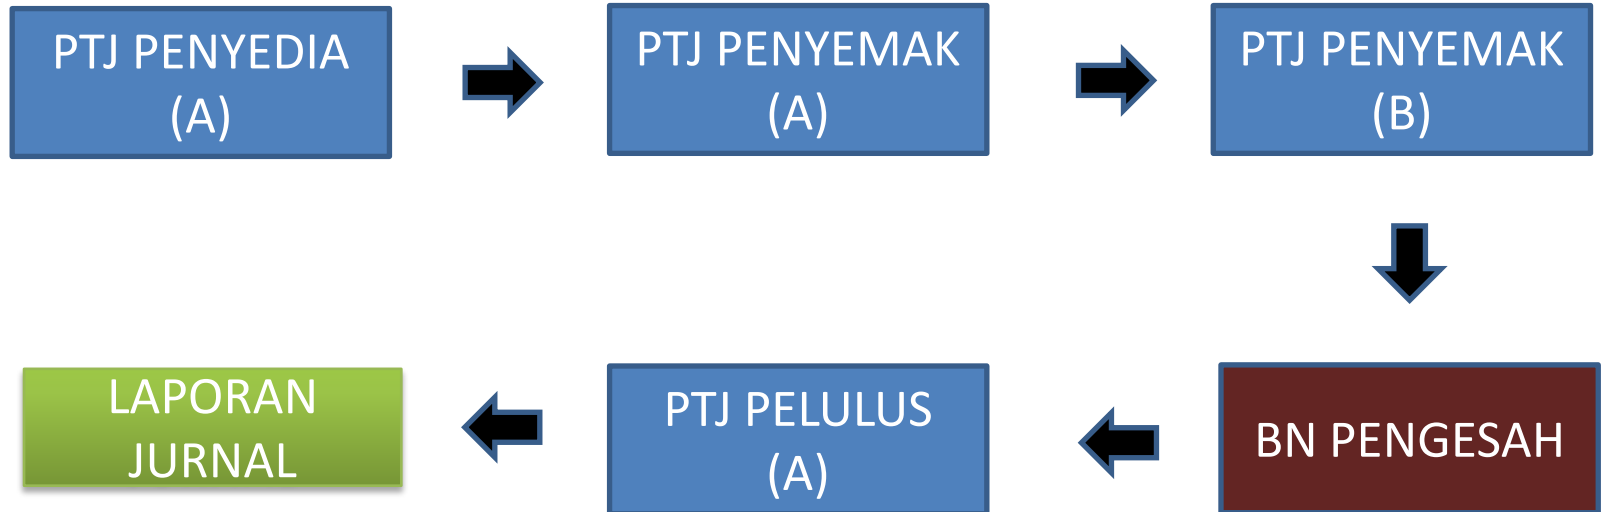 PTJ PENYEDIA
(A)
PTJ PENYEMAK
(A)
PTJ PENYEMAK
(B)
BN PENGESAH
PTJ PELULUS
(A)
LAPORAN
JURNAL